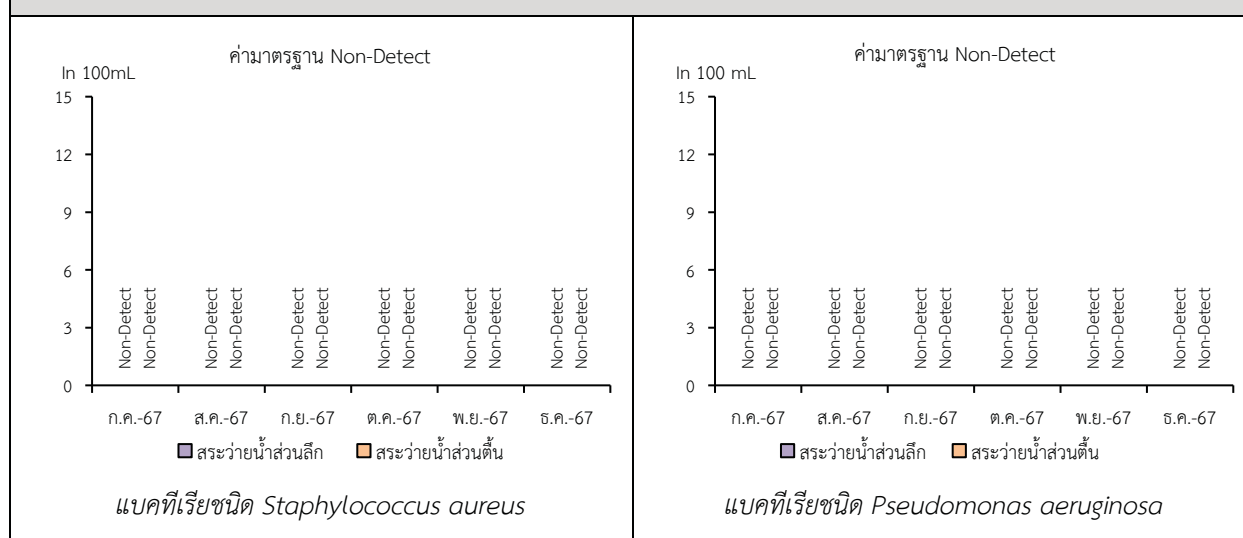 ค่ามาตรฐาน Non-Detect
In 100mL
15
12
9
6
3
0
Non-Detect Non-Detect Non-Detect Non-Detect Non-Detect Non-Detect Non-Detect Non-Detect Non-Detect Non-Detect Non-Detect Non-Detect
ก.ค.-67 ส.ค.-67 ก.ย.-67 ต.ค.-67 พ.ย.-67 ธ.ค.-67
สระว่ายน้ำส่วนลึก สระว่ายน้ำส่วนตื้น
แบคทีเรียชนิด Staphylococcus aureus
ค่ามาตรฐาน Non-Detect
In 100 mL
15
12
9
6
3
0
Non-Detect Non-Detect Non-Detect Non-Detect Non-Detect Non-Detect Non-Detect Non-Detect Non-Detect Non-Detect Non-Detect Non-Detect
ก.ค.-67 ส.ค.-67 ก.ย.-67 ต.ค.-67 พ.ย.-67 ธ.ค.-67
สระว่ายน้ำส่วนลึก สระว่ายน้ำส่วนตื้น
แบคทีเรียชนิด Pseudomonas aeruginosa